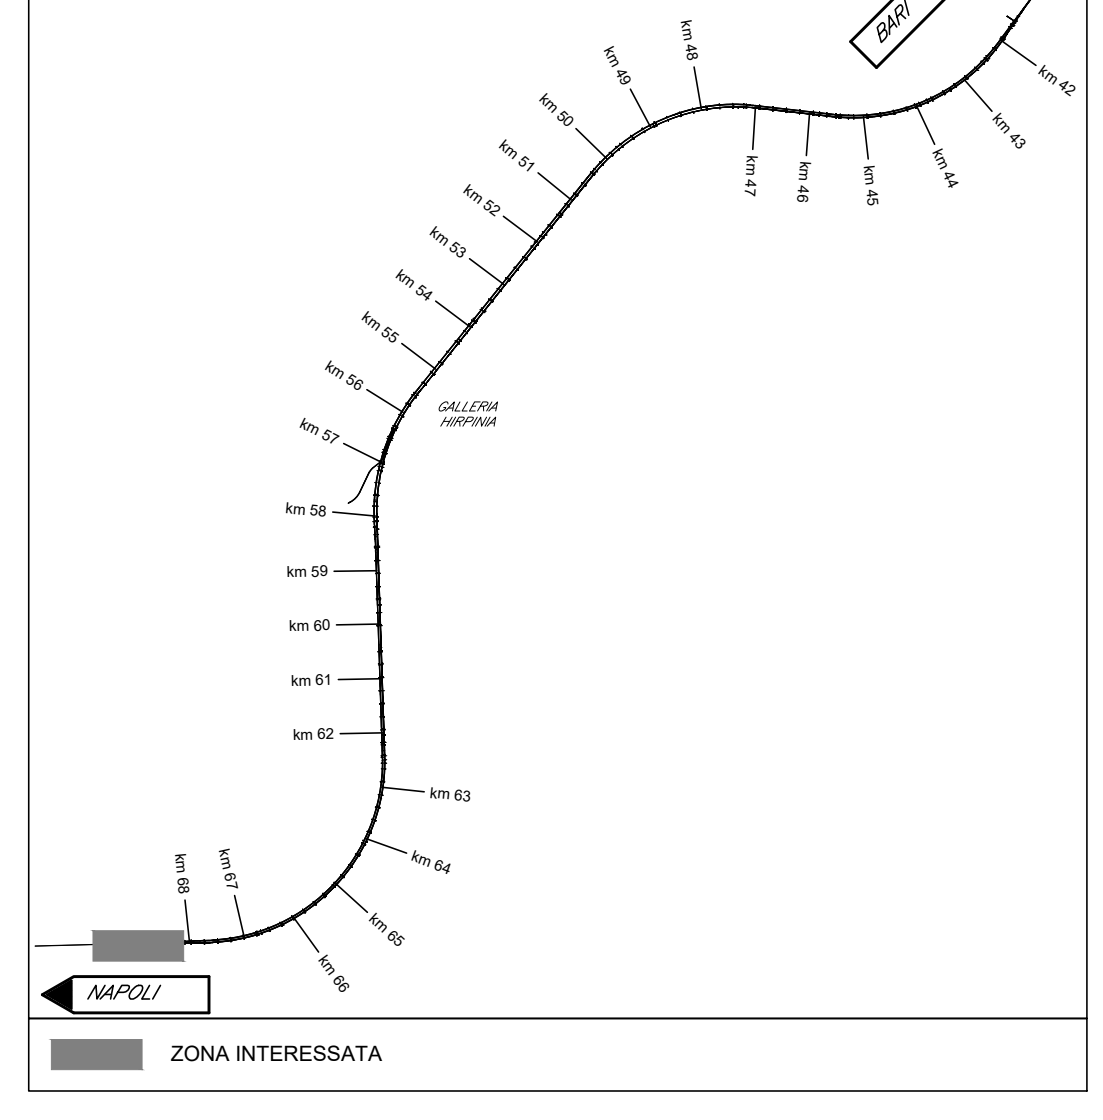 BARI
km 42
km 43
km 44
km 45
km 46
km 47
km 48
km 49
km 50
km 51
km 52
km 53
km 54
km 55
km 56
GALLERIA
HIRPINIA
km 57
km 58
km 59
km 60
km 61
km 62
km 63
km 64
km 65
km 66
km 67
km 68
NAPOLI
ZONA INTERESSATA